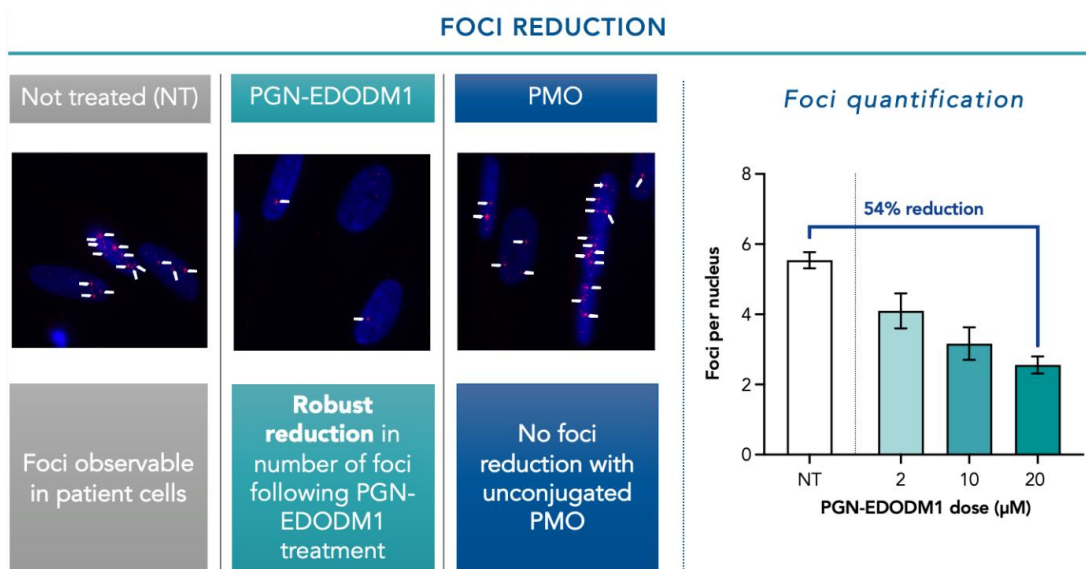 FOCI REDUCTION
Not treated (NT)
PGN-EDODM1
PMO
Foci observable
in patient cells
Robust
reduction in
number of foci
following PGN-
EDODM1
treatment
No foci
reduction with
unconjugated
PMO
Foci quantification
8
6
4
2
0
Foci per nucleus
54% reduction
NT
2
10
20
PGN-EDODM1 dose (µM)